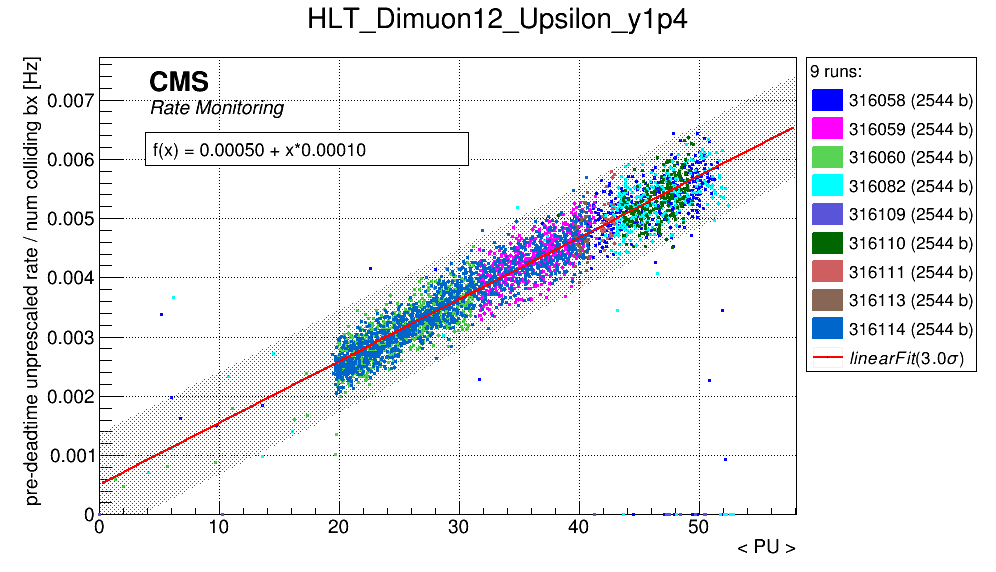 HLT_Dimuon12_Upsilon_y1p4
pre-deadtime unprescaled rate / num colliding bx [Hz]
CMS
Rate Monitoring
f(x) = 0.00050 + x*0.00010
0.007
0.006
0.005
0.004
0.003
0.002
0.001
0
0 10 20 30 40 50
< PU >
9 runs:
316058 (2544 b)
316059 (2544 b)
316060 (2544 b)
316082 (2544 b)
316109 (2544 b)
316110 (2544 b)
316111 (2544 b)
316113 (2544 b)
316114 (2544 b)
linearFit(3.0σ)